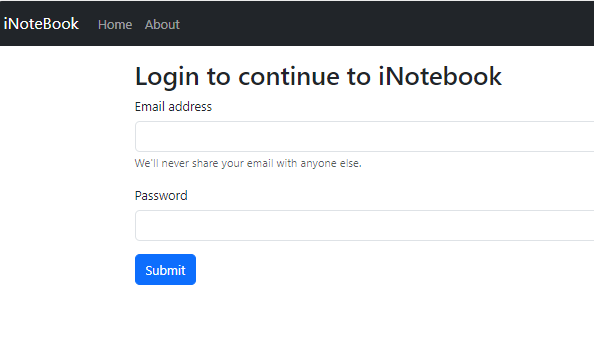 iNoteBook Home About
Login to continue to iNotebook
Email address
We'll never share your email with anyone else.
Password
Submit